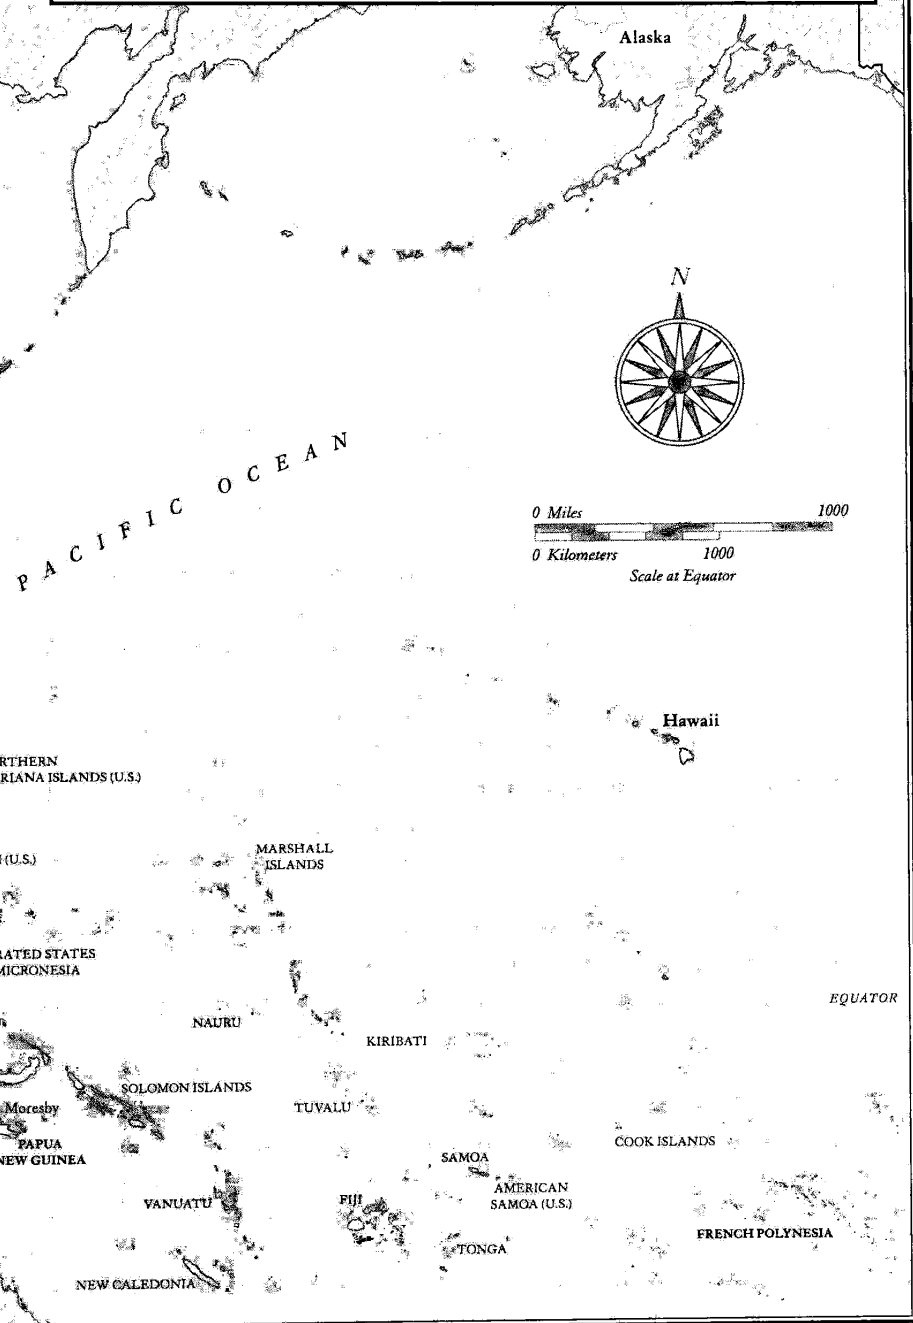 Alaska
N
PACIFIC OCEAN
0 Miles 1000
0 Kilometers 1000
Scale at Equator
Hawaii
RTHERN
RIANA ISLANDS (U.S.)
MARSHALL
ISLANDS
(U.S.)
RATED STATES
MICRONESIA
EQUATOR
NAURU
KIRIBATI
SOLOMON ISLANDS
Moresby
TUVALU
PAPUA
NEW GUINEA
COOK ISLANDS
SAMOA
AMERICAN
SAMOA (U.S.)
VANUATU
FIJI
FRENCH POLYNESIA
TONGA
NEW CALEDONIA